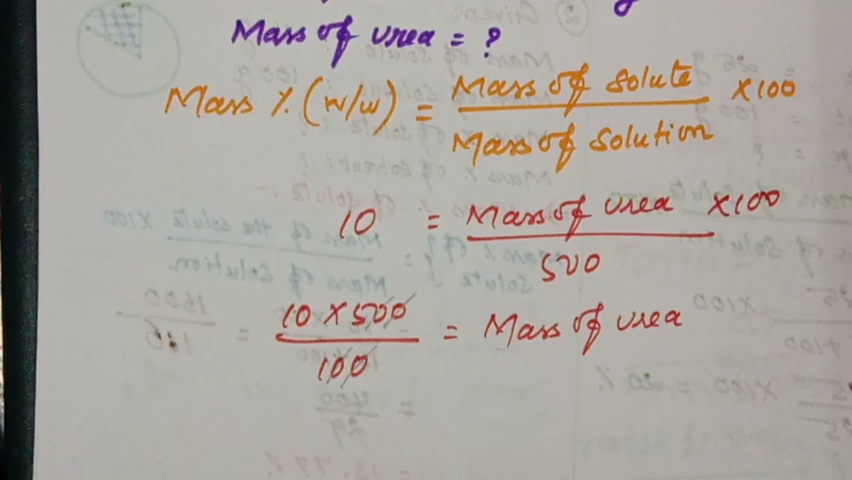 Mass of urea = ?
Mass % (w/w) = Mass of solute / Mass of solution × 100
10 = Mass of urea / 500 × 100
10 × 500 / 100 = Mass of urea